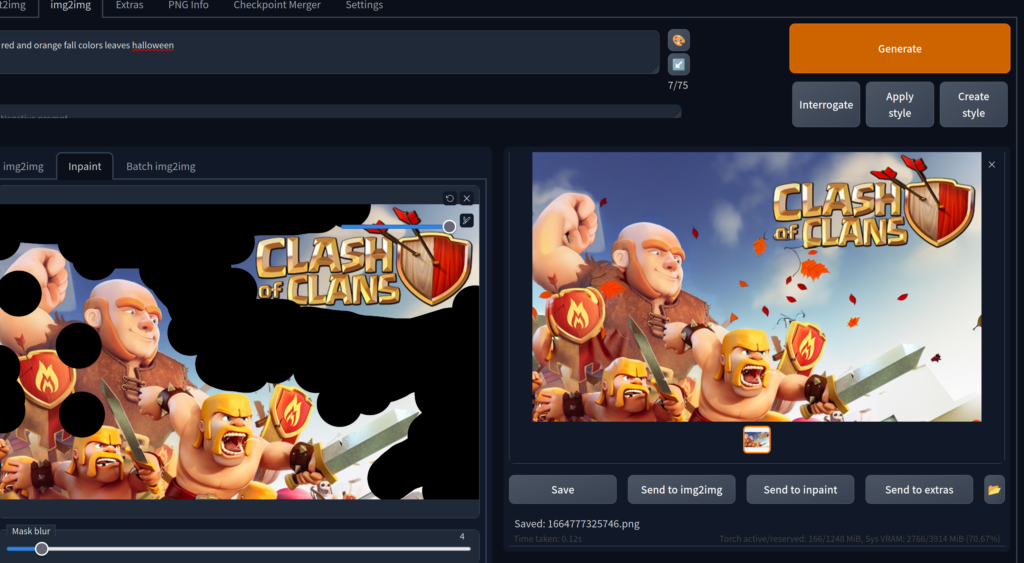 t2img img2img Extras PNG Info Checkpoint Merger Settings
red and orange fall colors leaves halloween
7/75
Generate
Interrogate Apply style Create style
Negative prompt
img2img Inpaint Batch img2img
CLASH
OF CLANS
CLASH
OF CLANS
Save Send to img2img Send to inpaint Send to extras
Saved: 1664777325746.png
Time taken: 0.12s Torch active/reserved: 166/1248 MiB, Sys VRAM: 2766/3914 MiB (70.67%)
Mask blur 4